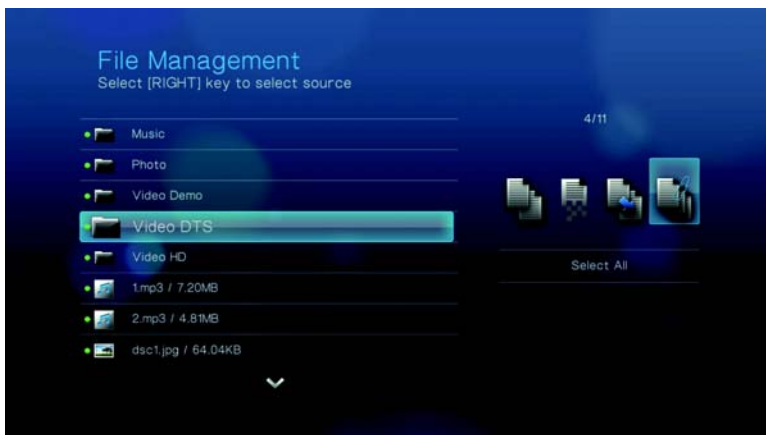 File Management
Select [RIGHT] key to select source
4/11
Music
Photo
Video Demo
Video DTS
Video HD
Select All
1.mp3 / 7.20MB
2.mp3 / 4.81MB
dsc1.jpg / 64.04KB